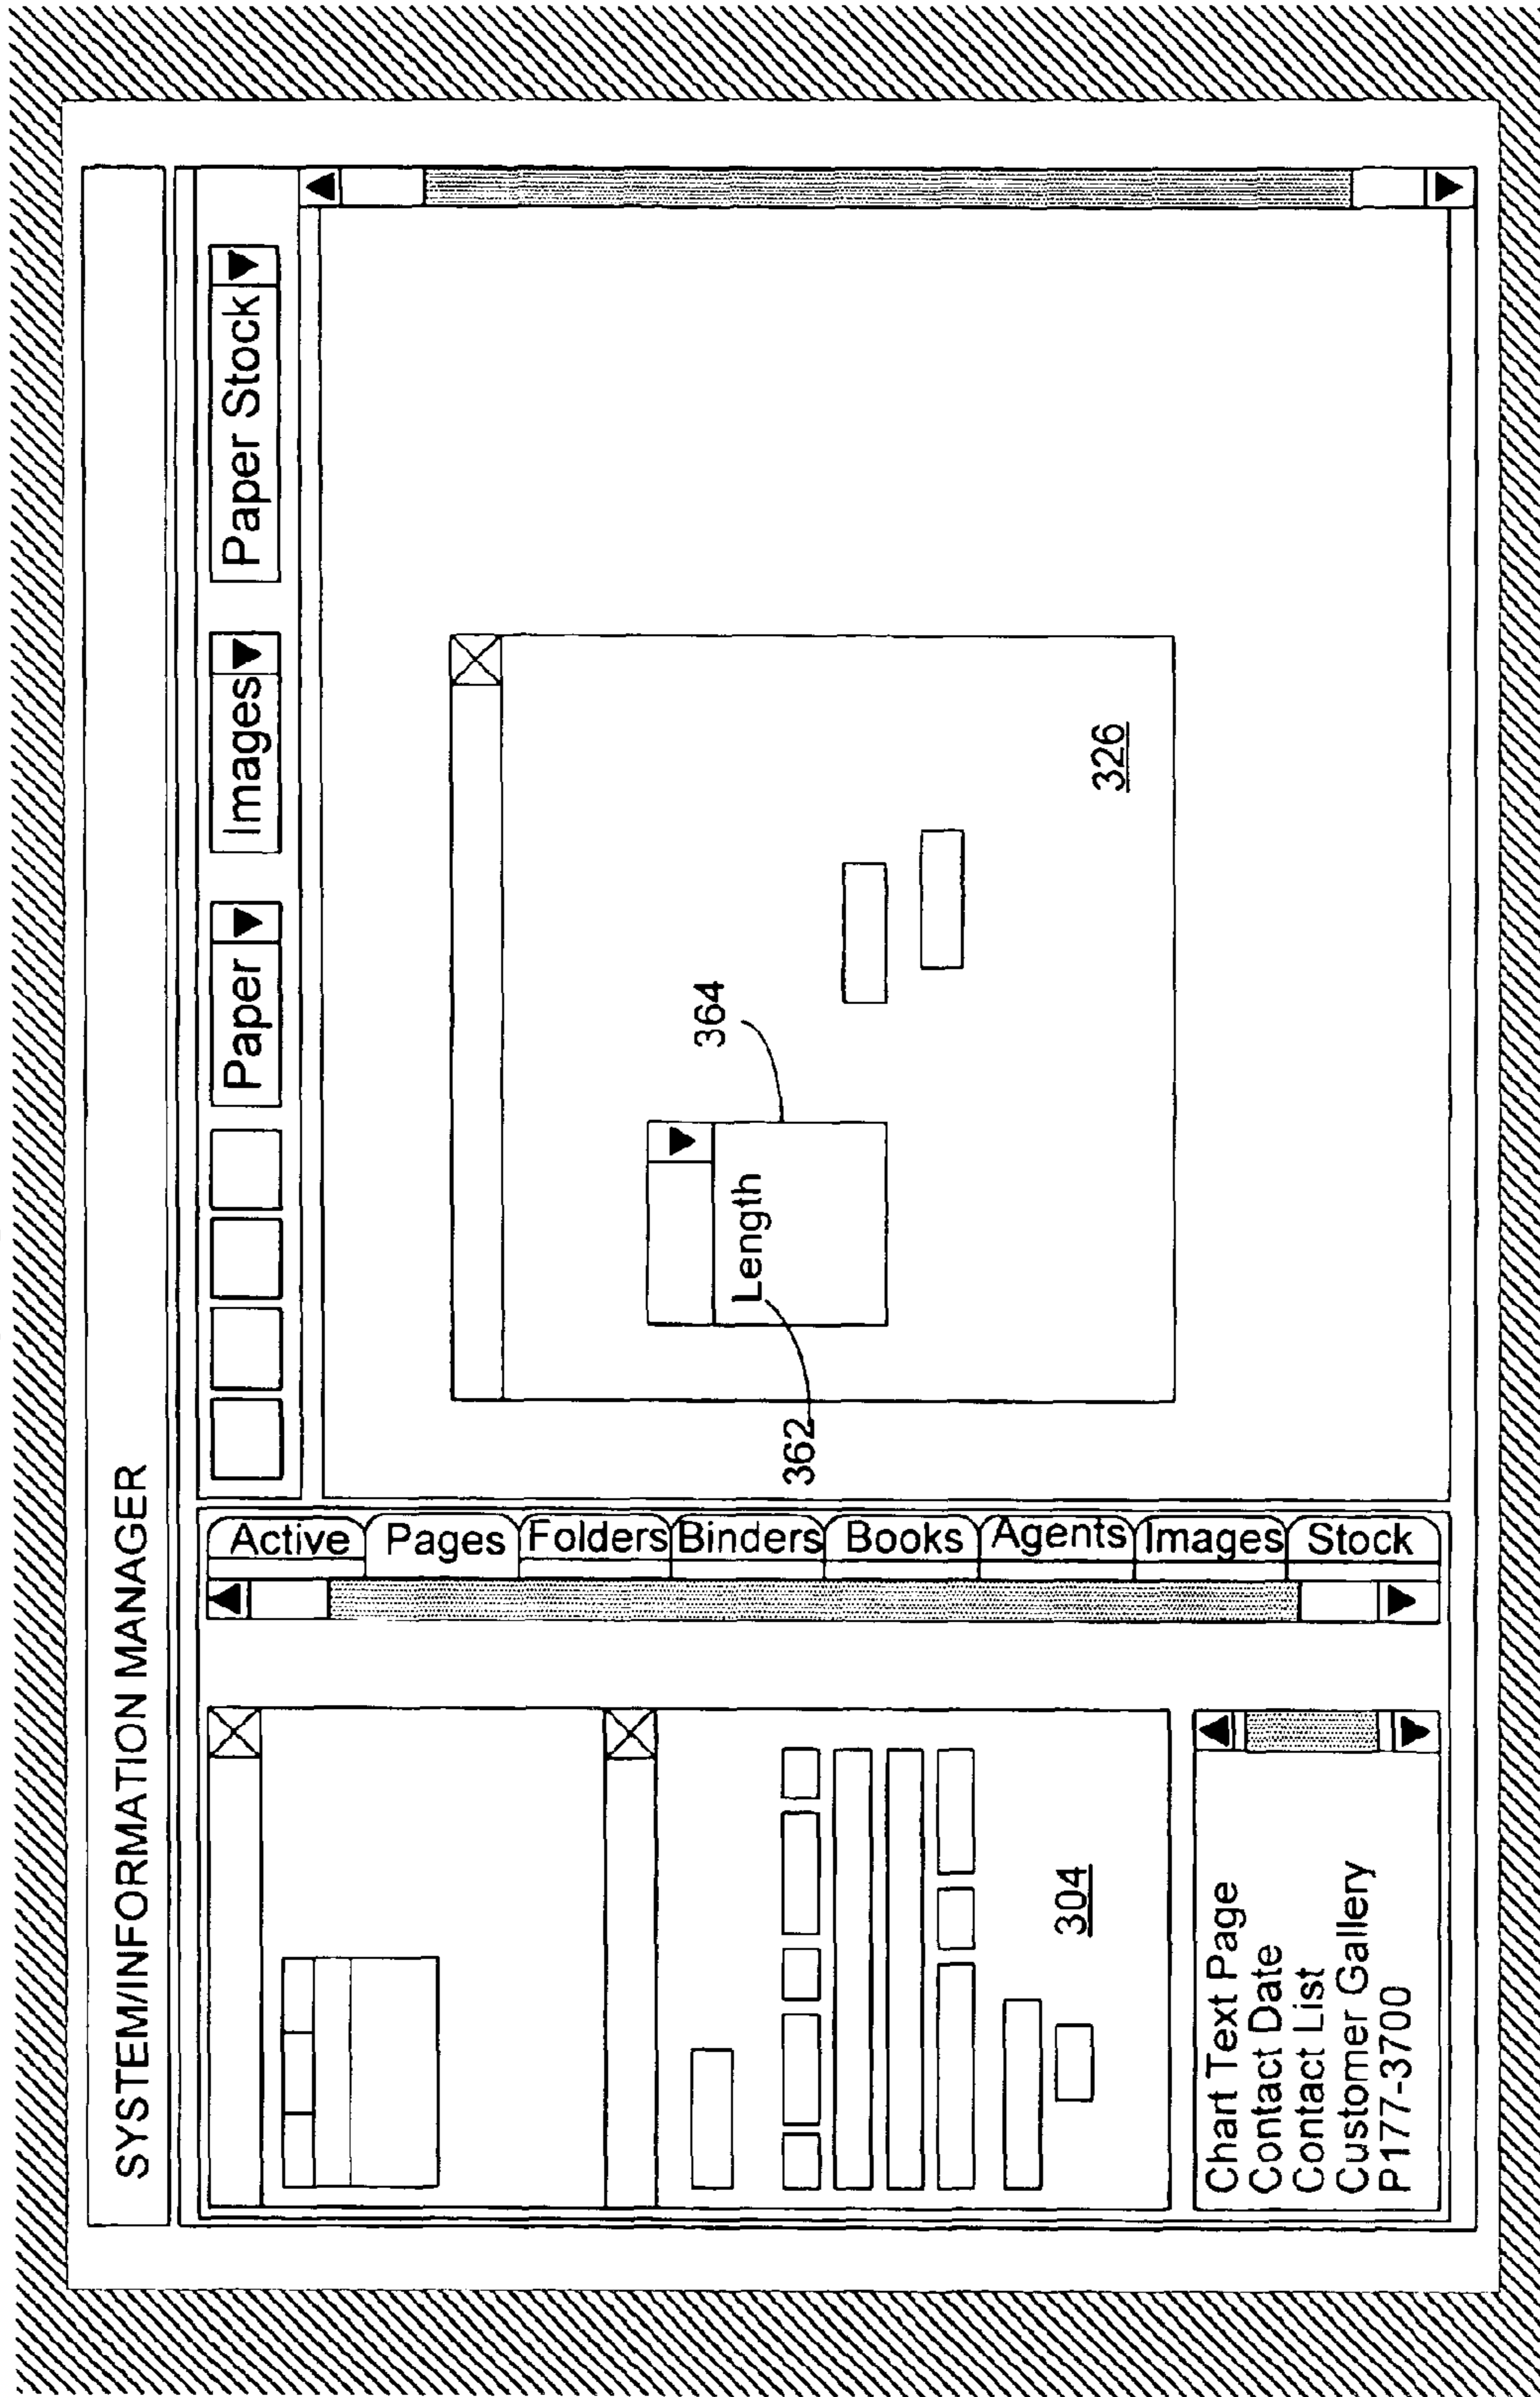 SYSTEM/INFORMATION MANAGER
Paper
Images
Paper Stock
Active
Pages
Folders
Binders
Books
Agents
Images
Stock
364
Length
362
326
304
Chart Text Page
Contact Date
Contact List
Customer Gallery
P177-3700